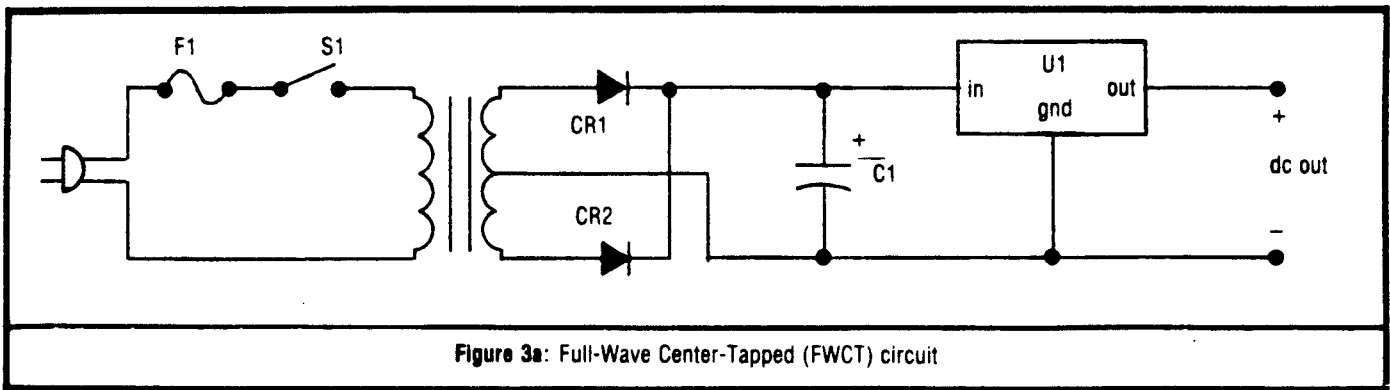 F1
S1
CR1
CR2
+
C1
U1
in
out
gnd
+
dc out
−
Figure 3a: Full-Wave Center-Tapped (FWCT) circuit